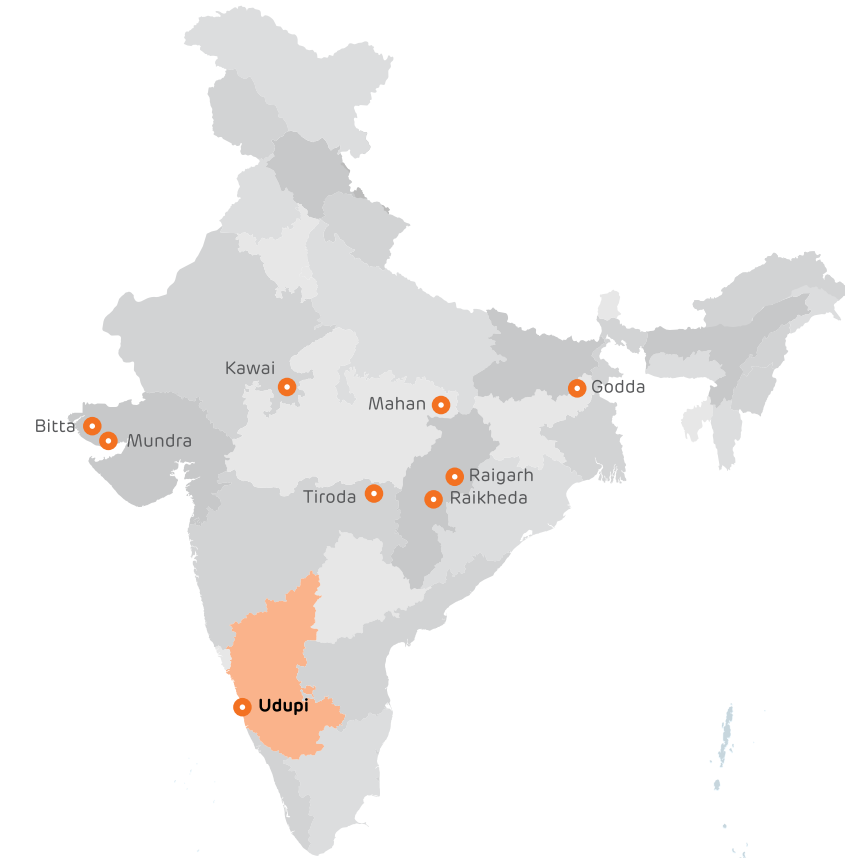 Kawai
Godda
Mahan
Bitta
Mundra
Raigarh
Tiroda
Raikheda
Udupi